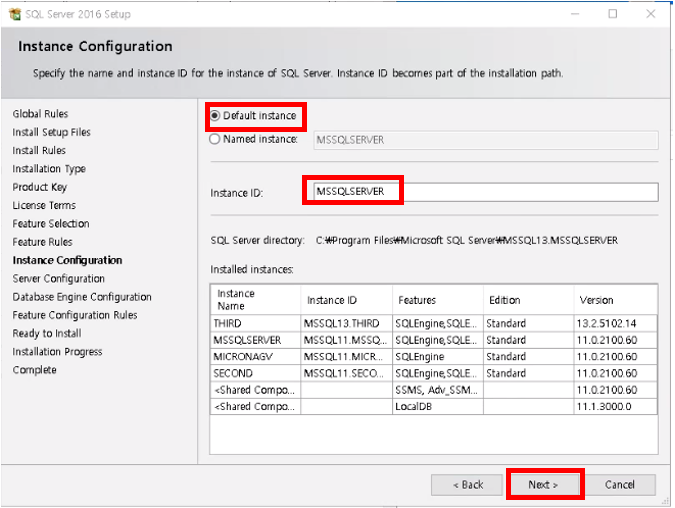 SQL Server 2016 Setup
Instance Configuration
Specify the name and instance ID for the instance of SQL Server. Instance ID becomes part of the installation path.
Global Rules
Install Setup Files
Install Rules
Installation Type
Product Key
License Terms
Feature Selection
Feature Rules
Instance Configuration
Server Configuration
Database Engine Configuration
Feature Configuration Rules
Ready to Install
Installation Progress
Complete
Default instance
Named instance: MSSQLSERVER
Instance ID: MSSQLSERVER
SQL Server directory: C:₩Program Files₩Microsoft SQL Server₩MSSQL13.MSSQLSERVER
Installed instances:
Instance Name Instance ID Features Edition Version
THIRD MSSQL13.THIRD SQLEngine,SQLE... Standard 13.2.5102.14
MSSQLSERVER MSSQL11.MSSQ... SQLEngine,SQLE... Standard 11.0.2100.60
MICRONAGV MSSQL11.MICR... SQLEngine Standard 11.0.2100.60
SECOND MSSQL11.SECO... SQLEngine,SQLE... Standard 11.0.2100.60
<Shared Compo... SSMS, Adv_SSM... 11.0.2100.60
<Shared Compo... LocalDB 11.1.3000.0
< Back Next > Cancel